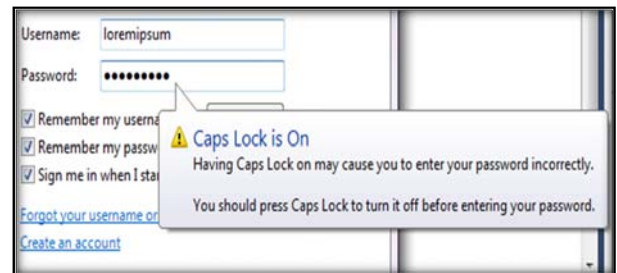 Username: loremipsum
Password: •••••••••
Remember my userna
Remember my passw
Sign me in when I star
Forgot your username or
Create an account
Caps Lock is On
Having Caps Lock on may cause you to enter your password incorrectly.
You should press Caps Lock to turn it off before entering your password.